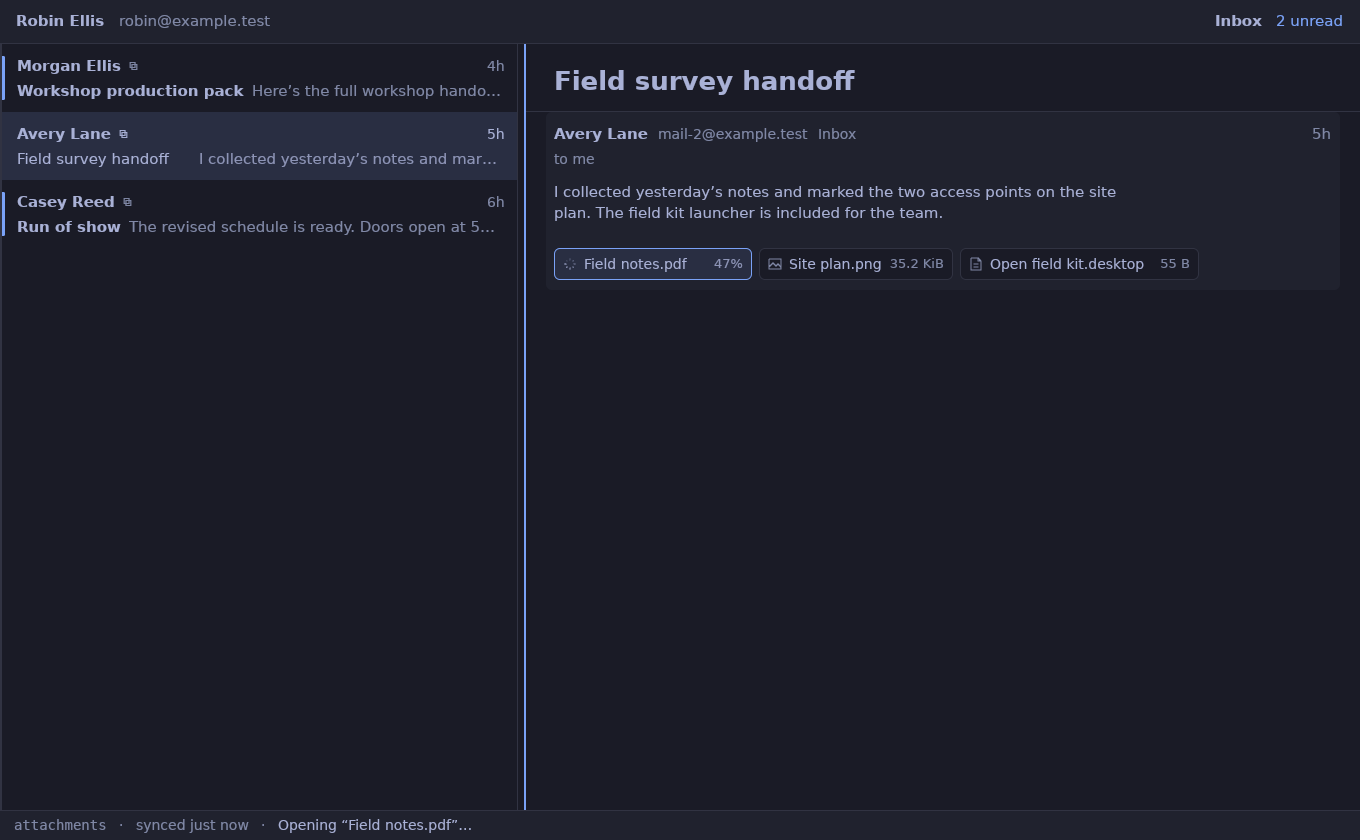 Robin Ellis robin@example.test Inbox 2 unread
Morgan Ellis 4h
Workshop production pack Here’s the full workshop hando…
Avery Lane 5h
Field survey handoff I collected yesterday’s notes and mar…
Casey Reed 6h
Run of show The revised schedule is ready. Doors open at 5…
Field survey handoff
Avery Lane mail-2@example.test Inbox 5h
to me
I collected yesterday’s notes and marked the two access points on the site
plan. The field kit launcher is included for the team.
Field notes.pdf 47% Site plan.png 35.2 KiB Open field kit.desktop 55 B
attachments · synced just now · Opening “Field notes.pdf”…